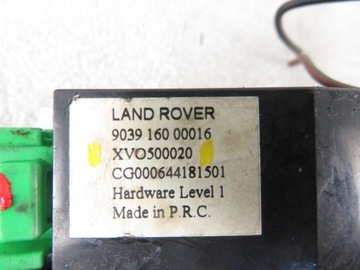 LAND ROVER
9039 160 00016
XVO500020
CG000644181501
Hardware Level 1
Made in P.R.C.